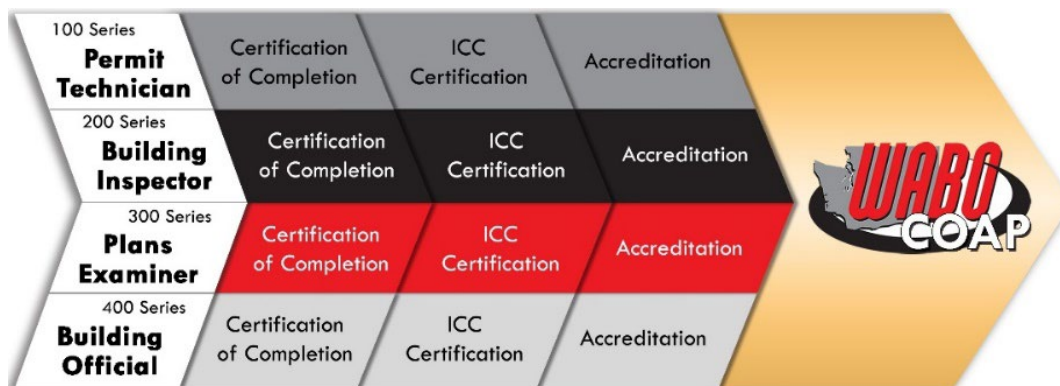 100 Series
Permit
Technician
Certification
of Completion
ICC
Certification
Accreditation
200 Series
Building
Inspector
Certification
of Completion
ICC
Certification
Accreditation
300 Series
Plans
Examiner
Certification
of Completion
ICC
Certification
Accreditation
400 Series
Building
Official
Certification
of Completion
ICC
Certification
Accreditation
WABO
COAP